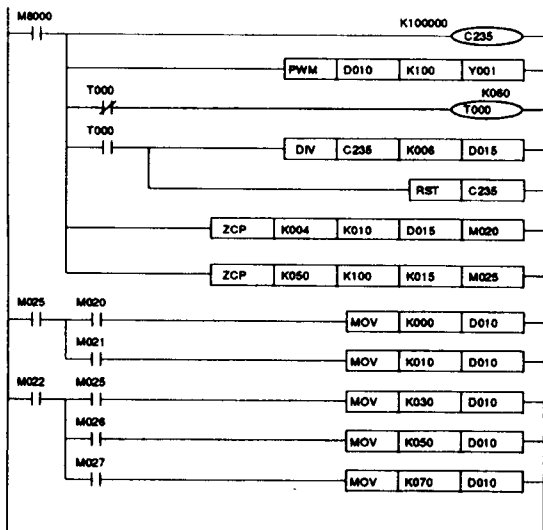 M8000
K100000
C235
PWM D010 K100 Y001
T000
K060
T000
T000
DIV C235 K006 D015
RST C235
ZCP K004 K010 D015 M020
ZCP K050 K100 K015 M025
M025 M020
MOV K000 D010
M021
MOV K010 D010
M022 M025
MOV K030 D010
M026
MOV K050 D010
M027
MOV K070 D010